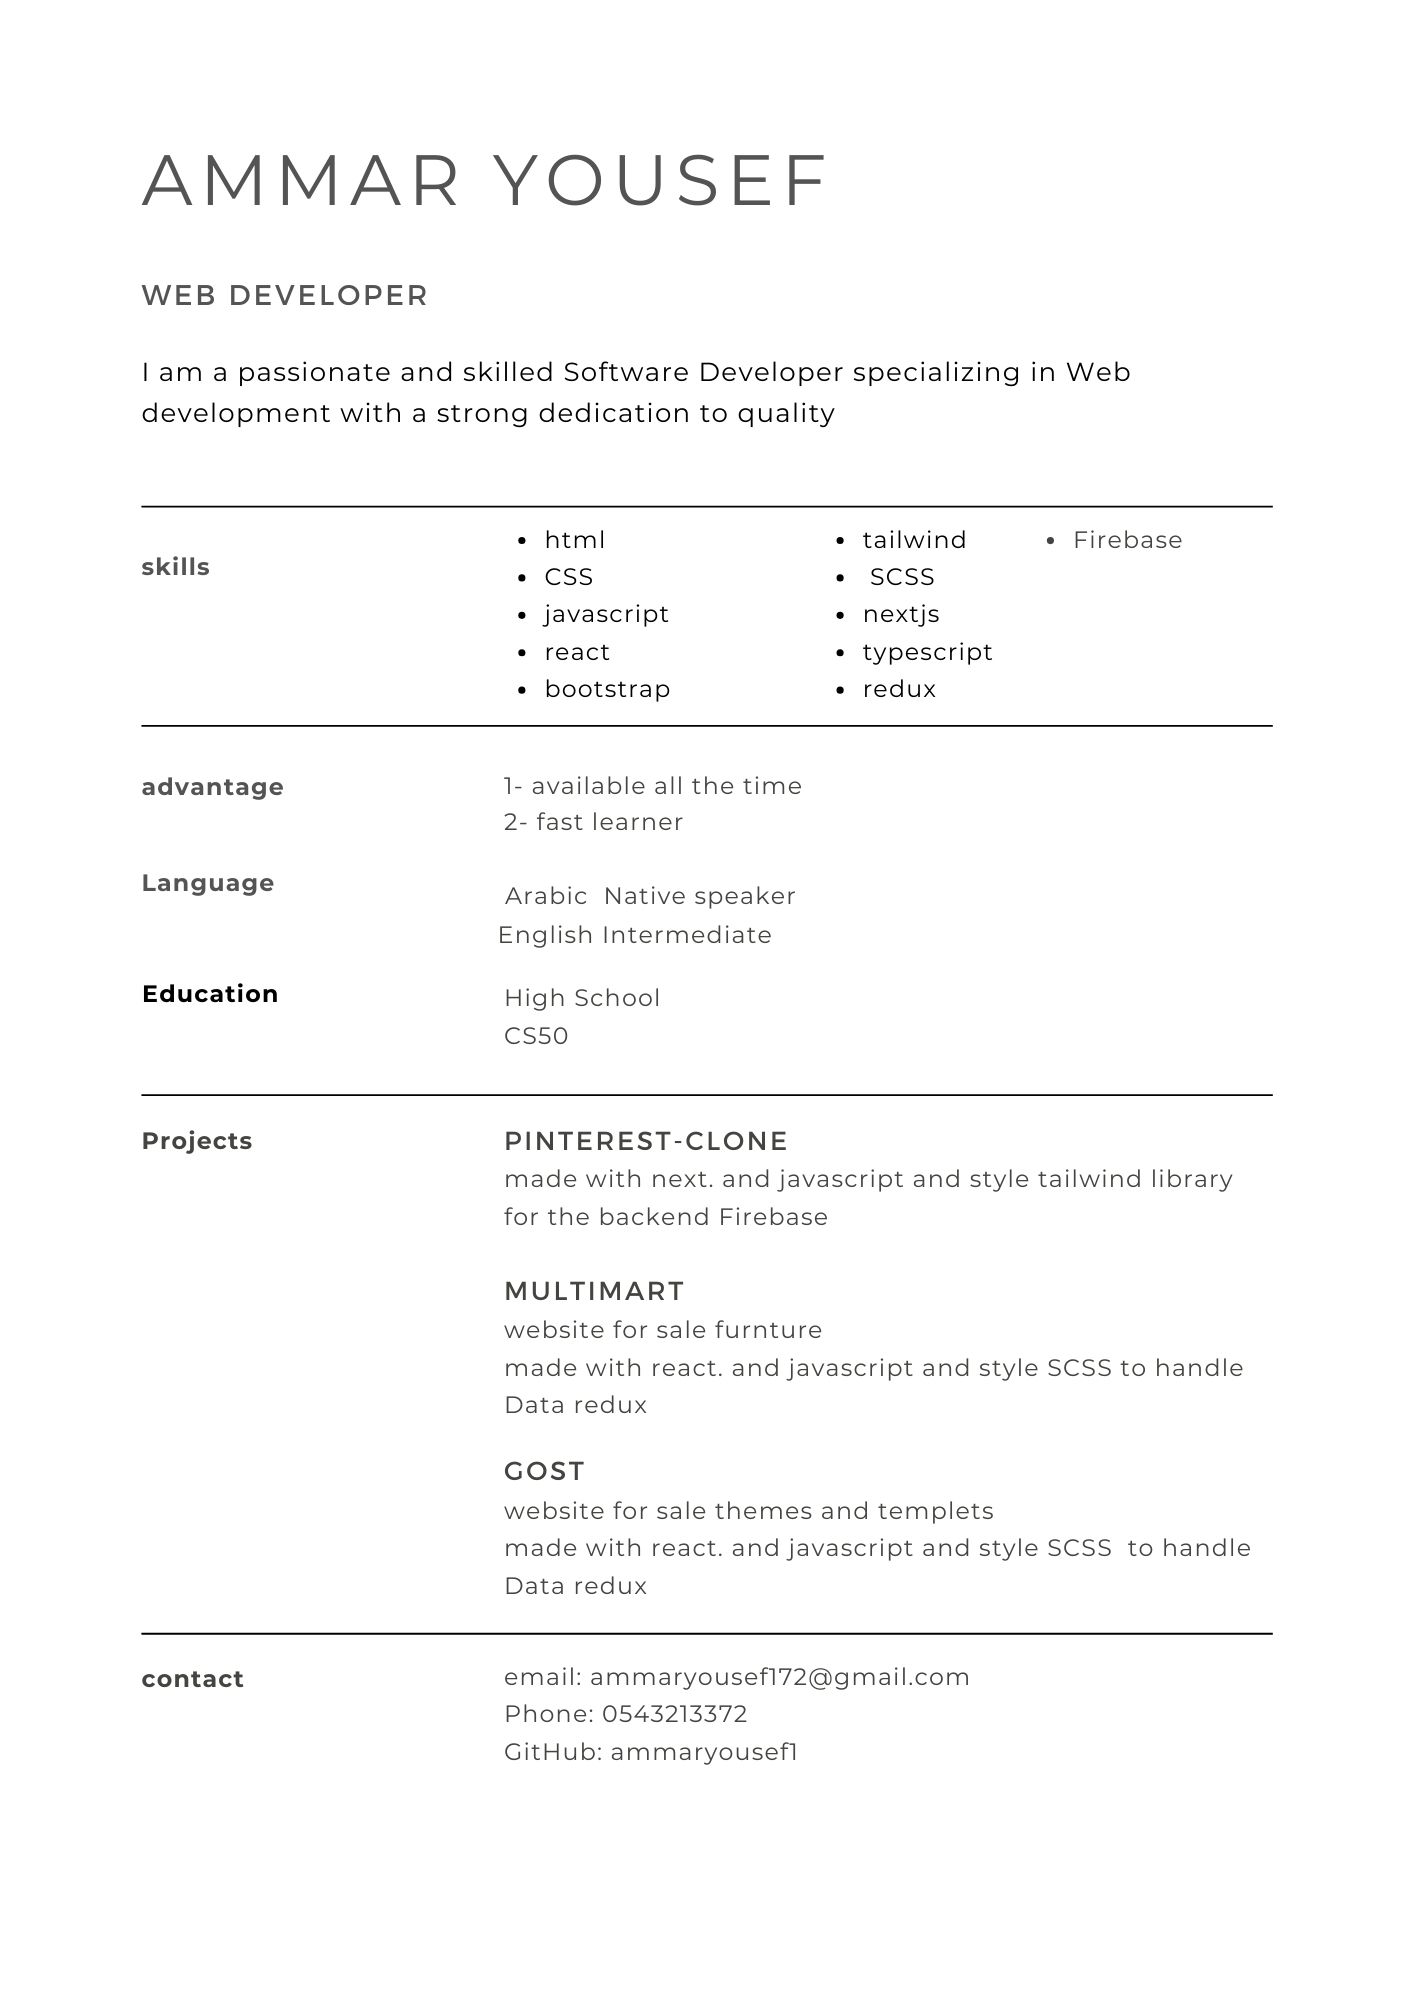 AMMAR YOUSEF
WEB DEVELOPER
I am a passionate and skilled Software Developer specializing in Web
development with a strong dedication to quality
skills
html
CSS
javascript
react
bootstrap
tailwind
SCSS
nextjs
typescript
redux
Firebase
advantage
1- available all the time
2- fast learner
Language
Arabic  Native speaker
English Intermediate
Education
High School
CS50
Projects
PINTEREST-CLONE
made with next. and javascript and style tailwind library
for the backend Firebase
MULTIMART
website for sale furnture
made with react. and javascript and style SCSS to handle
Data redux
GOST
website for sale themes and templets
made with react. and javascript and style SCSS  to handle
Data redux
contact
email: ammaryousef172@gmail.com
Phone: 0543213372
GitHub: ammaryousef1